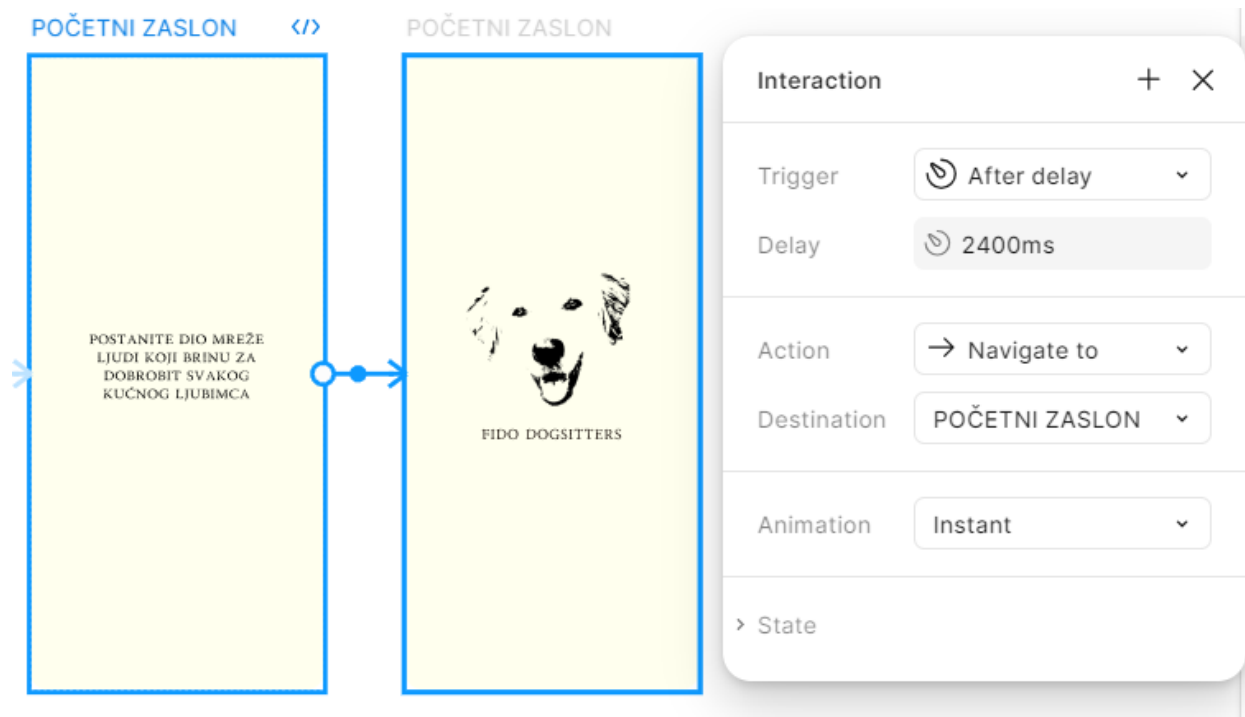 POČETNI ZASLON
POČETNI ZASLON
POSTANITE DIO MREŽE
LJUDI KOJI BRINU ZA
DOBROBIT SVAKOG
KUĆNOG LJUBIMCA
FIDO DOGSITTERS
Interaction
Trigger After delay
Delay 2400ms
Action Navigate to
Destination POČETNI ZASLON
Animation Instant
State